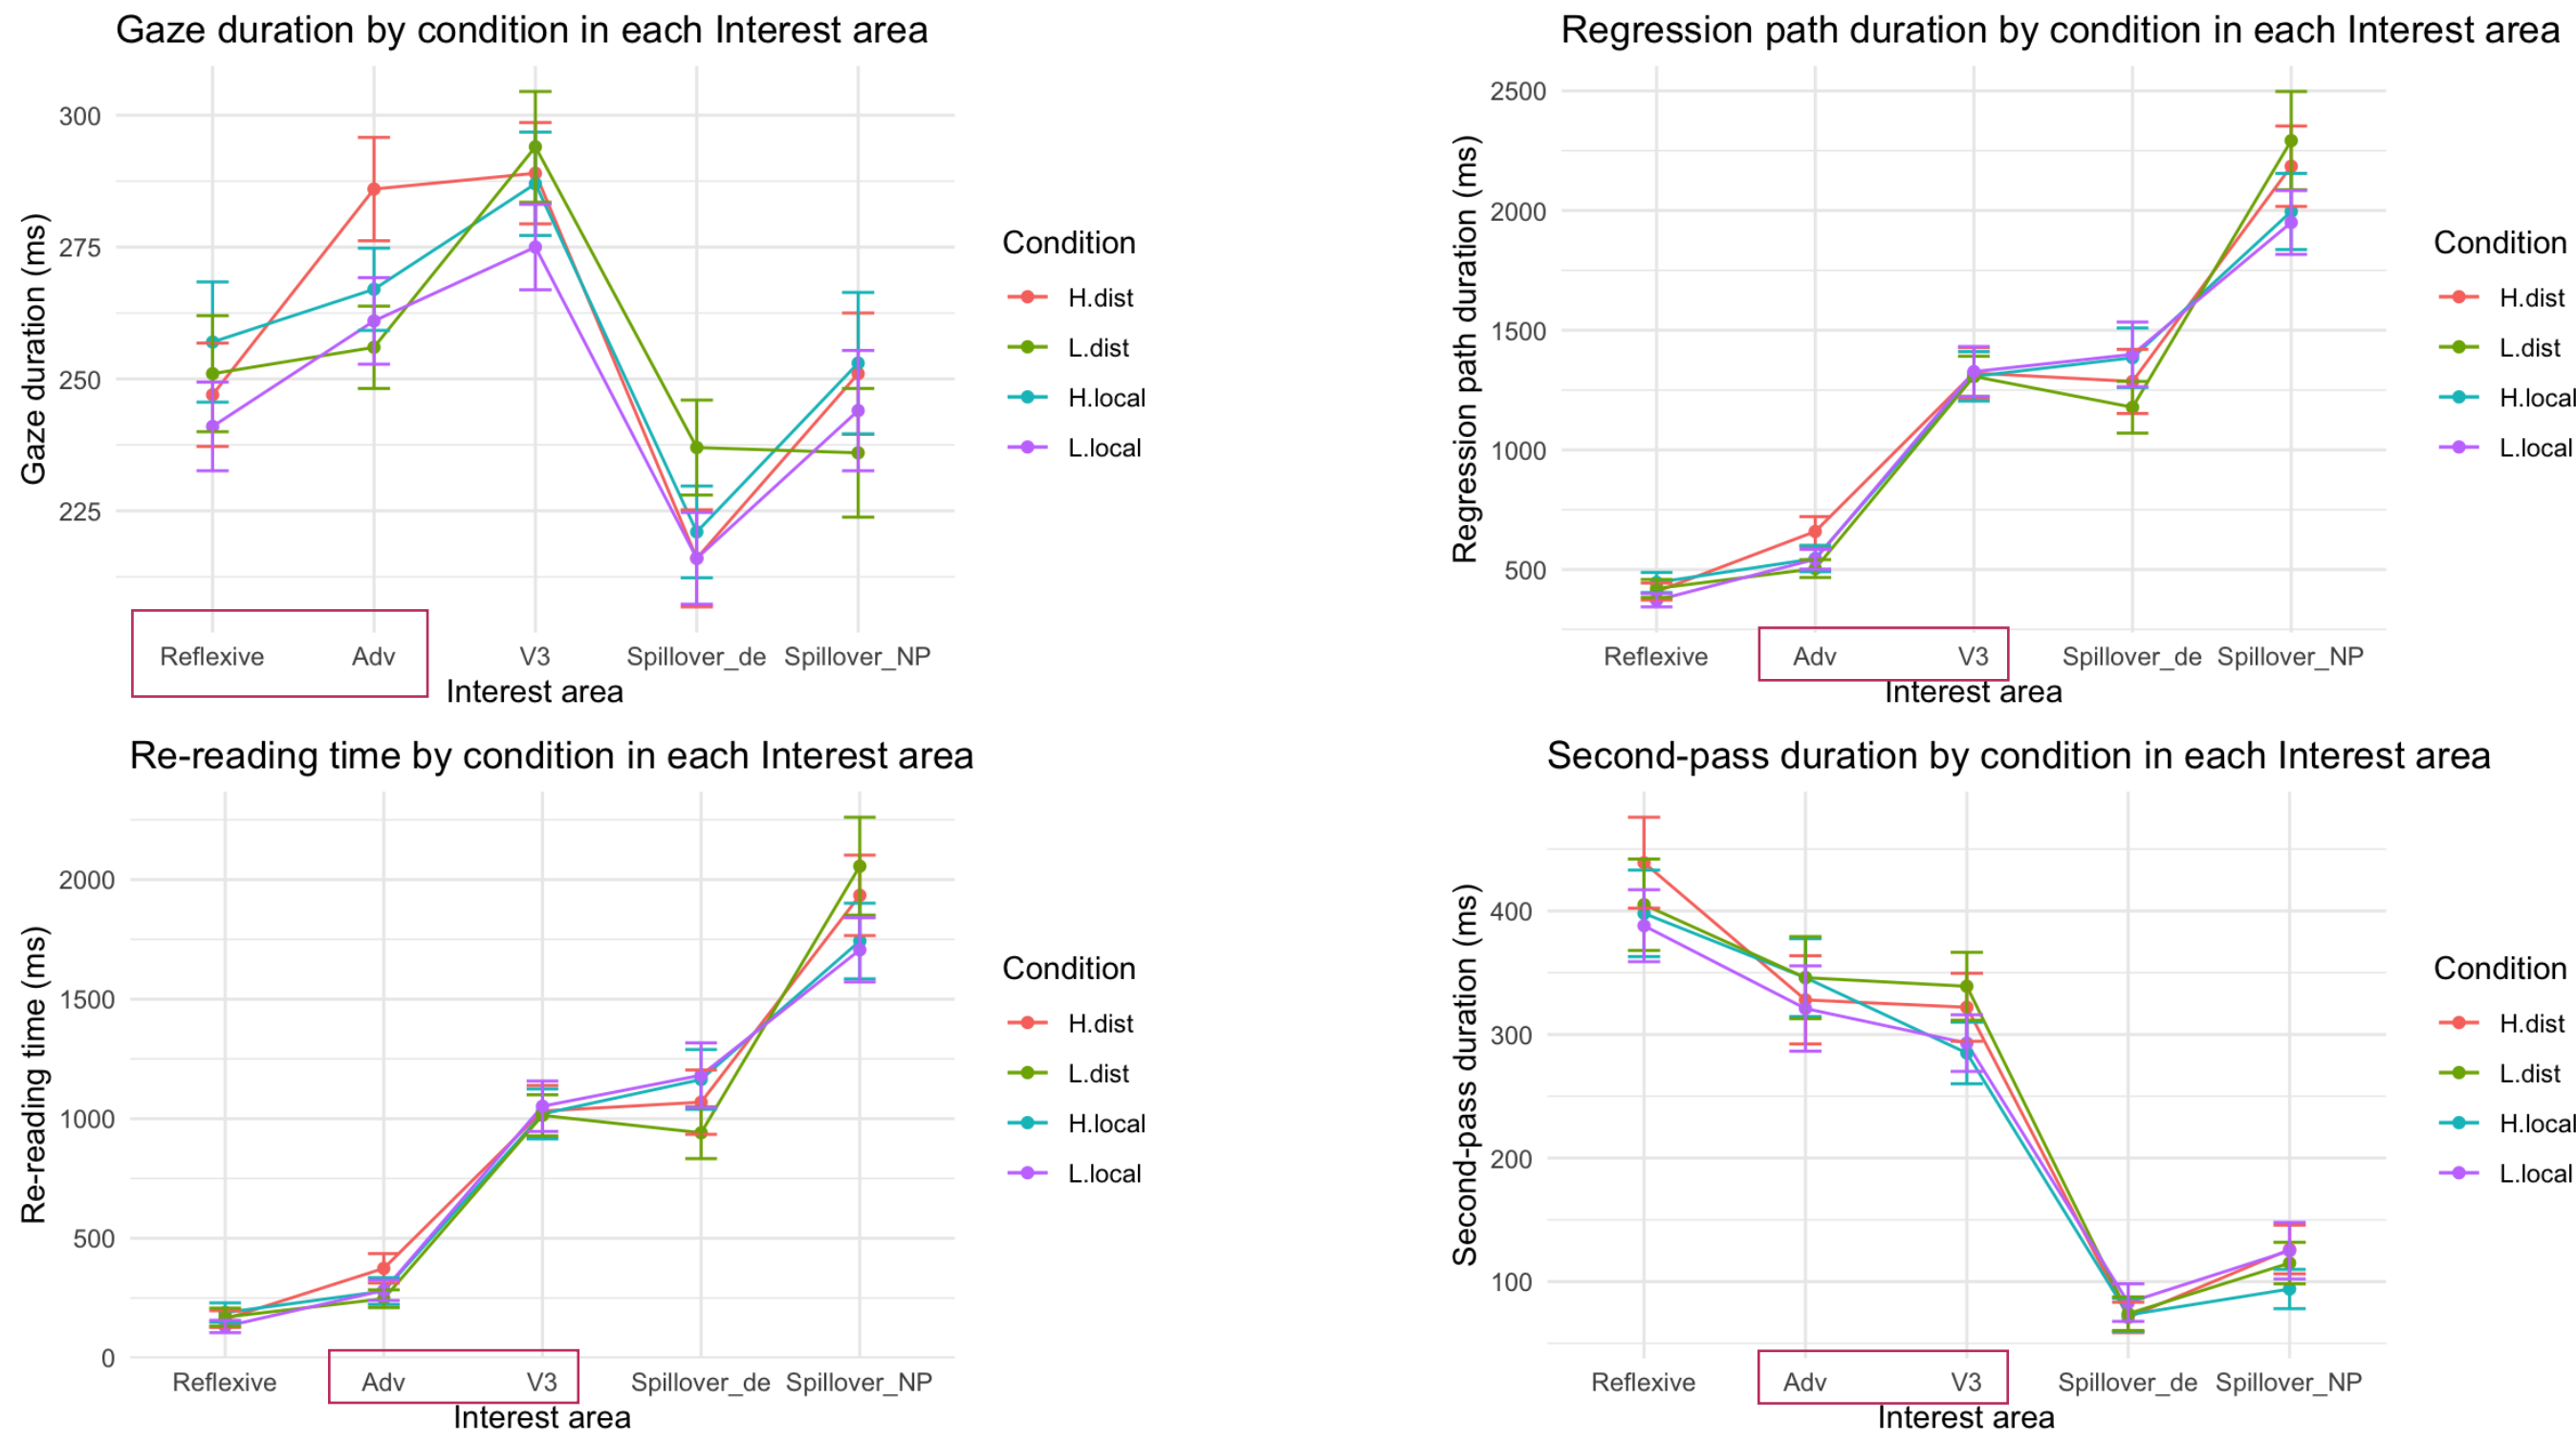 Gaze duration by condition in each Interest area
Gaze duration (ms)
300
275
250
225
Reflexive Adv V3 Spillover_de Spillover_NP
Interest area
Condition
H.dist
L.dist
H.local
L.local
Regression path duration by condition in each Interest area
Regression path duration (ms)
2500
2000
1500
1000
500
Reflexive Adv V3 Spillover_de Spillover_NP
Interest area
Condition
H.dist
L.dist
H.local
L.local
Re-reading time by condition in each Interest area
Re-reading time (ms)
2000
1500
1000
500
0
Reflexive Adv V3 Spillover_de Spillover_NP
Interest area
Condition
H.dist
L.dist
H.local
L.local
Second-pass duration by condition in each Interest area
Second-pass duration (ms)
400
300
200
100
Reflexive Adv V3 Spillover_de Spillover_NP
Interest area
Condition
H.dist
L.dist
H.local
L.local